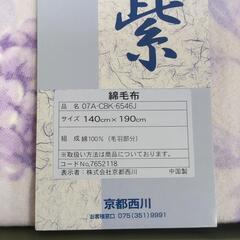 紫
綿毛布
品 名 07A-CBK-6546J
サイズ 140cm×190cm
組 成 綿100%(毛羽部分)
※取扱い方法は商品についています。
コードNo,7652118
表示者:株式会社京都西川 中国製
京都西川
お客様窓口 075(351)9991